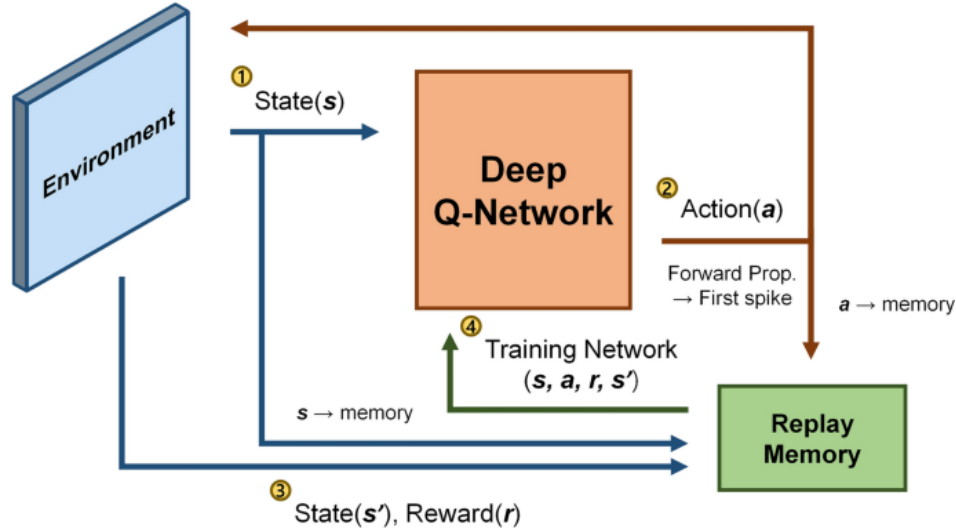 Environment
①
State(s)
Deep
Q-Network
②
Action(a)
Forward Prop.
→ First spike
a → memory
④
Training Network
(s, a, r, s′)
s → memory
Replay
Memory
③
State(s′), Reward(r)